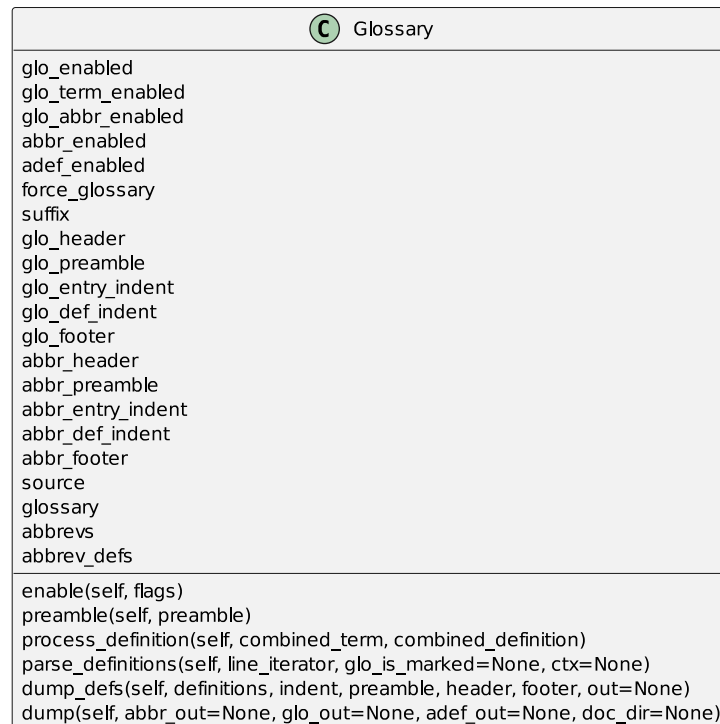 C Glossary
glo_enabled
glo_term_enabled
glo_abbr_enabled
abbr_enabled
adef_enabled
force_glossary
suffix
glo_header
glo_preamble
glo_entry_indent
glo_def_indent
glo_footer
abbr_header
abbr_preamble
abbr_entry_indent
abbr_def_indent
abbr_footer
source
glossary
abbrevs
abbrev_defs
enable(self, flags)
preamble(self, preamble)
process_definition(self, combined_term, combined_definition)
parse_definitions(self, line_iterator, glo_is_marked=None, ctx=None)
dump_defs(self, definitions, indent, preamble, header, footer, out=None)
dump(self, abbr_out=None, glo_out=None, adef_out=None, doc_dir=None)